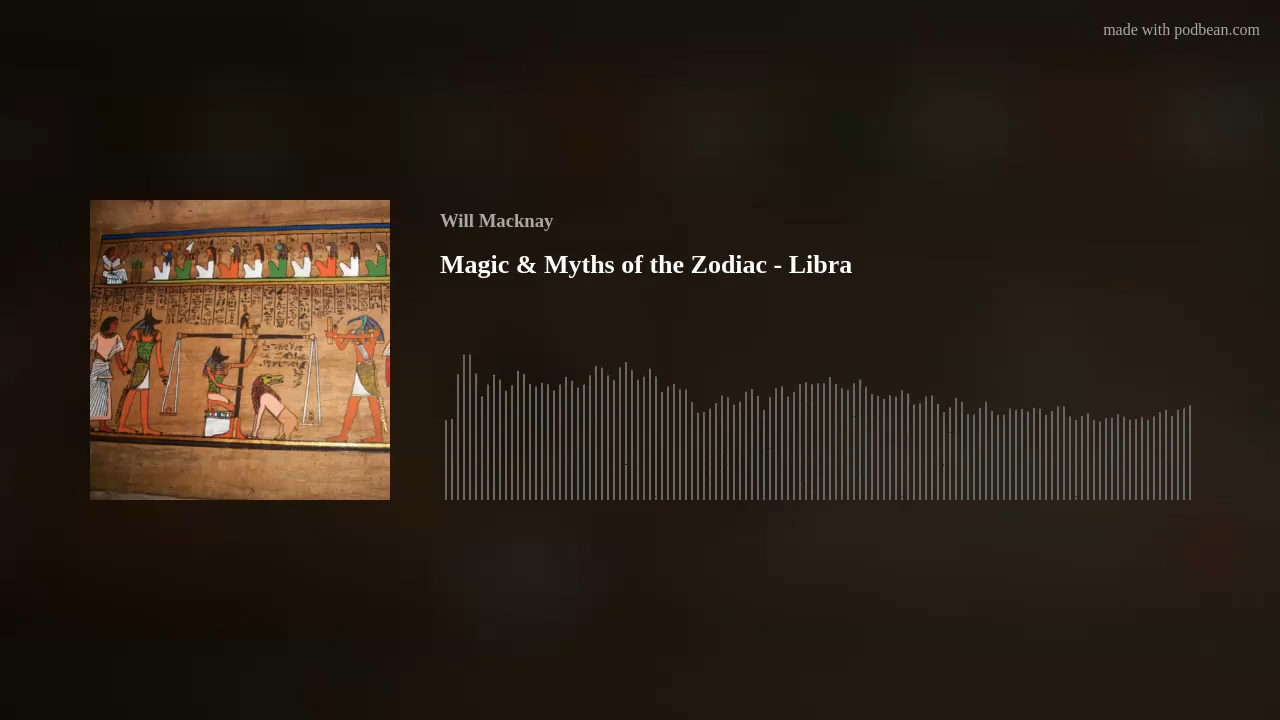 made with podbean.com
Will Macknay
Magic & Myths of the Zodiac - Libra